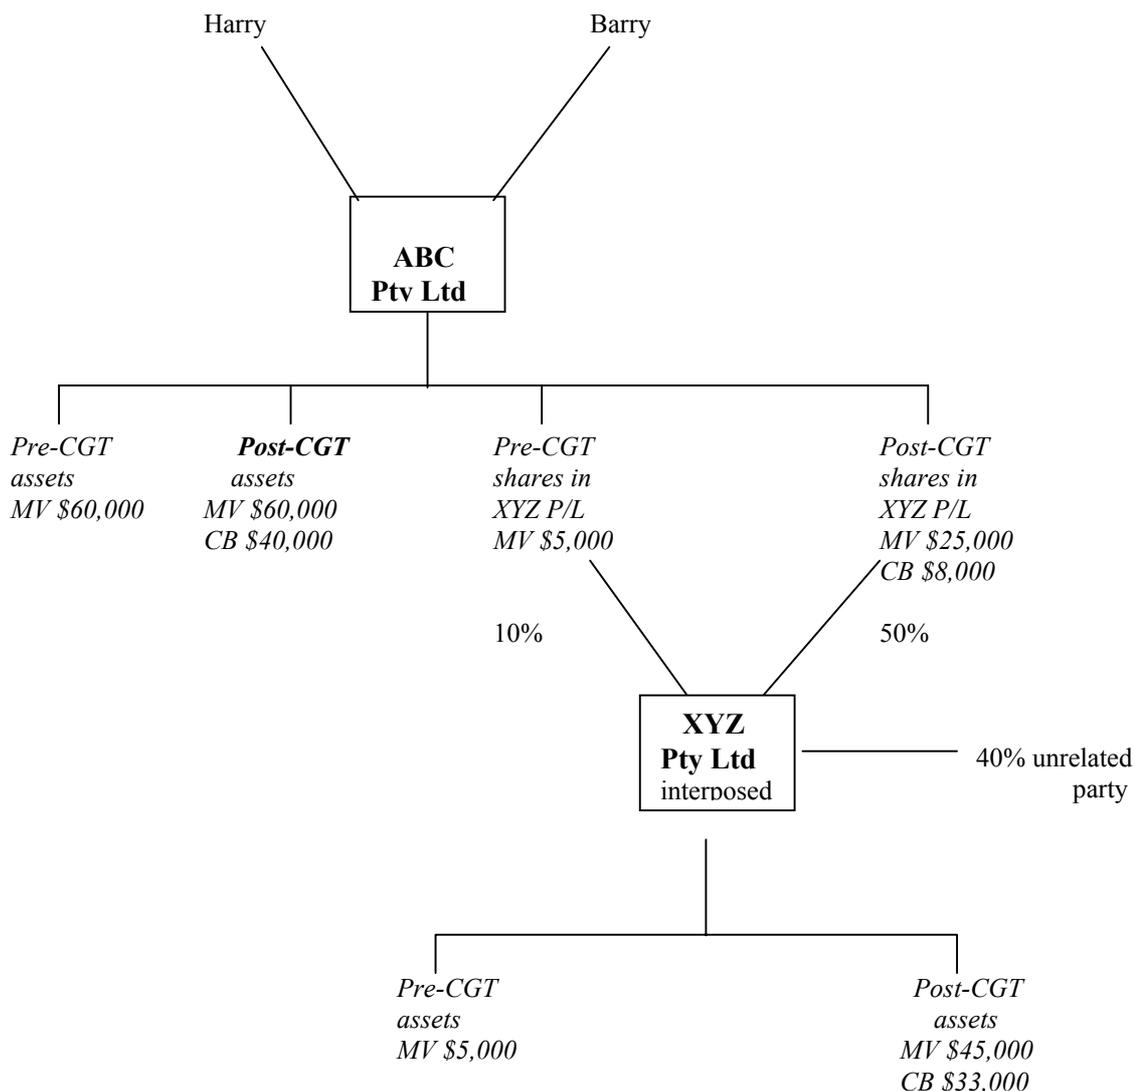 Harry
Barry
ABC
Pty Ltd
Pre-CGT
assets
MV $60,000
Post-CGT
assets
MV $60,000
CB $40,000
Pre-CGT
shares in
XYZ P/L
MV $5,000
Post-CGT
shares in
XYZ P/L
MV $25,000
CB $8,000
10%
50%
XYZ
Pty Ltd
interposed
40% unrelated
party
Pre-CGT
assets
MV $5,000
Post-CGT
assets
MV $45,000
CB $33,000